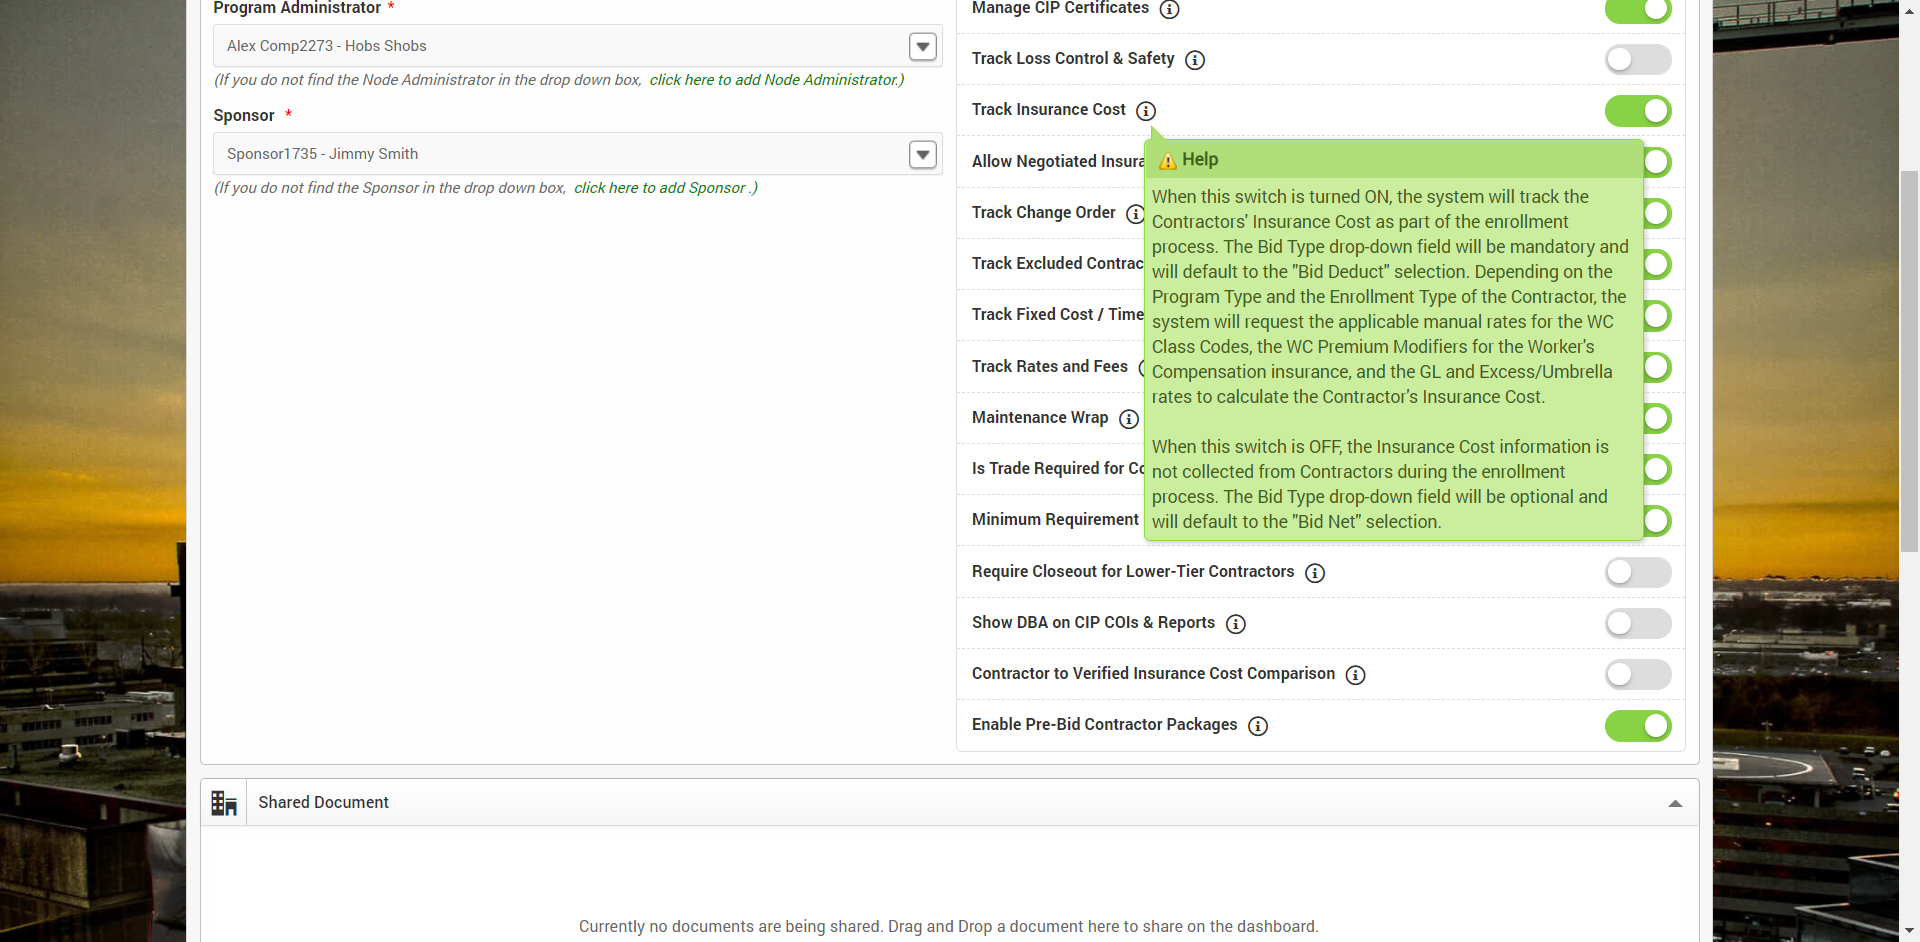 Program Administrator *
Alex Comp2273 - Hobs Shobs
(If you do not find the Node Administrator in the drop down box, click here to add Node Administrator.)
Sponsor *
Sponsor1735 - Jimmy Smith
(If you do not find the Sponsor in the drop down box, click here to add Sponsor .)
Manage CIP Certificates
Track Loss Control & Safety
Track Insurance Cost
Allow Negotiated Insura
Track Change Order
Track Excluded Contrac
Track Fixed Cost / Time
Track Rates and Fees
Maintenance Wrap
Is Trade Required for Co
Minimum Requirement
Help
When this switch is turned ON, the system will track the
Contractors' Insurance Cost as part of the enrollment
process. The Bid Type drop-down field will be mandatory and
will default to the "Bid Deduct" selection. Depending on the
Program Type and the Enrollment Type of the Contractor, the
system will request the applicable manual rates for the WC
Class Codes, the WC Premium Modifiers for the Worker's
Compensation insurance, and the GL and Excess/Umbrella
rates to calculate the Contractor's Insurance Cost.
When this switch is OFF, the Insurance Cost information is
not collected from Contractors during the enrollment
process. The Bid Type drop-down field will be optional and
will default to the "Bid Net" selection.
Require Closeout for Lower-Tier Contractors
Show DBA on CIP COIs & Reports
Contractor to Verified Insurance Cost Comparison
Enable Pre-Bid Contractor Packages
Shared Document
Currently no documents are being shared. Drag and Drop a document here to share on the dashboard.